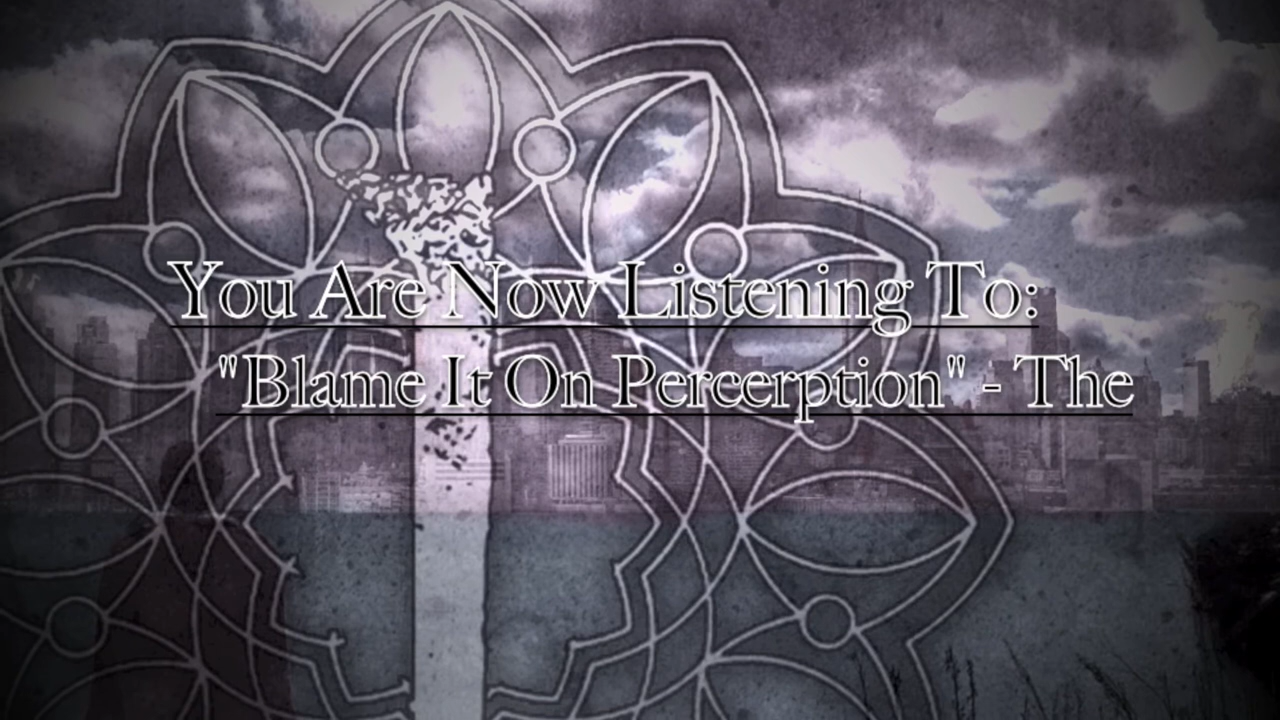 You Are Now Listening To:
"Blame It On Percerption" - The